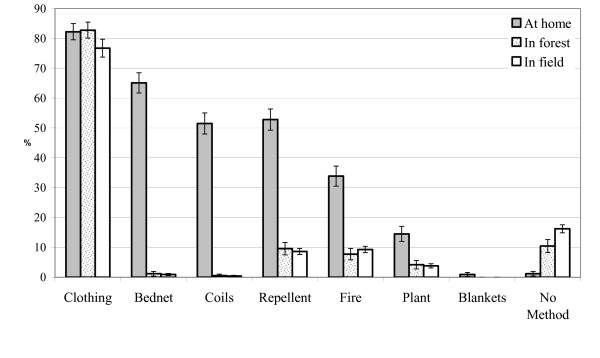 90
80
70
60
50
40
30
20
10
0
%
At home
In forest
In field
Clothing
Bednet
Coils
Repellent
Fire
Plant
Blankets
No
Method